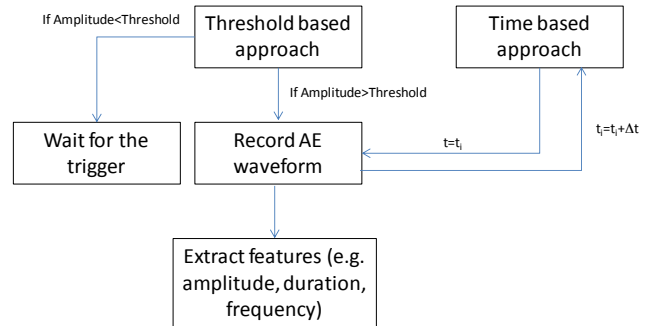 If Amplitude<Threshold
Threshold based
approach
Time based
approach
If Amplitude>Threshold
Wait for the
trigger
Record AE
waveform
t=ti
ti=ti+Δt
Extract features (e.g.
amplitude, duration,
frequency)